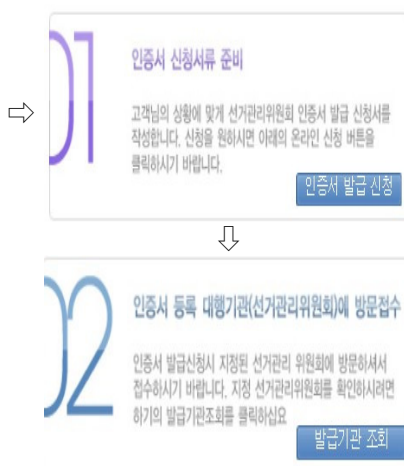 ⇨
01
인증서 신청서류 준비
고객님의 상황에 맞게 선거관리위원회 인증서 발급 신청서를
작성합니다. 신청을 원하시면 아래의 온라인 신청 버튼을
클릭하시기 바랍니다.
인증서 발급 신청
⇩
02
인증서 등록 대행기관(선거관리위원회)에 방문접수
인증서 발급신청시 지정된 선거관리 위원회에 방문하셔서
접수하시기 바랍니다. 지정 선거관리위원회를 확인하시려면
하기의 발급기관조회를 클릭하십요
발급기관 조회